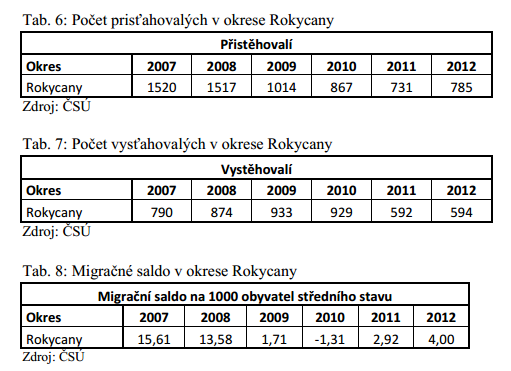 Tab. 6: Počet prisťahovalých v okrese Rokycany
Přistěhovalí
Okres 2007 2008 2009 2010 2011 2012
Rokycany 1520 1517 1014 867 731 785
Zdroj: ČSÚ
Tab. 7: Počet vysťahovalých v okrese Rokycany
Vystěhovalí
Okres 2007 2008 2009 2010 2011 2012
Rokycany 790 874 933 929 592 594
Zdroj: ČSÚ
Tab. 8: Migračné saldo v okrese Rokycany
Migrační saldo na 1000 obyvatel středního stavu
Okres 2007 2008 2009 2010 2011 2012
Rokycany 15,61 13,58 1,71 -1,31 2,92 4,00
Zdroj: ČSÚ